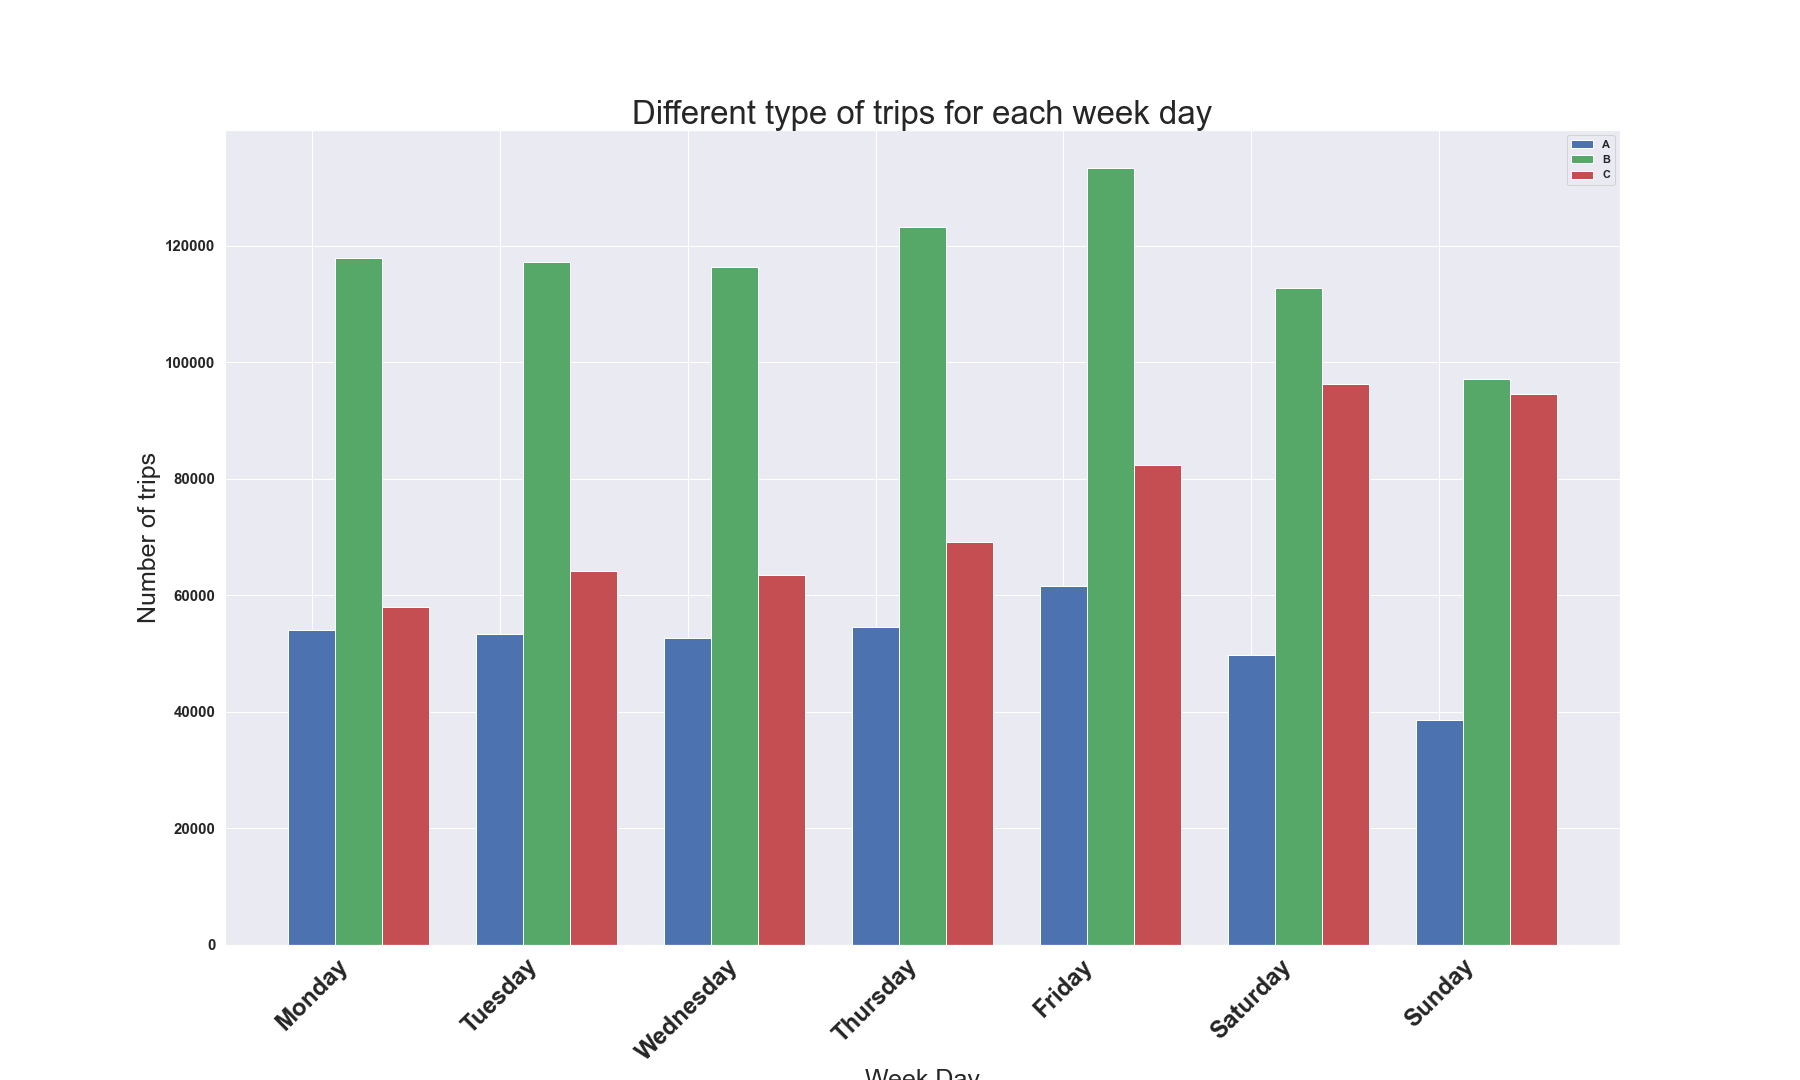 Different type of trips for each week day
A
B
C
120000
100000
80000
60000
40000
20000
0
Number of trips
Monday
Tuesday
Wednesday
Thursday
Friday
Saturday
Sunday
Week Day